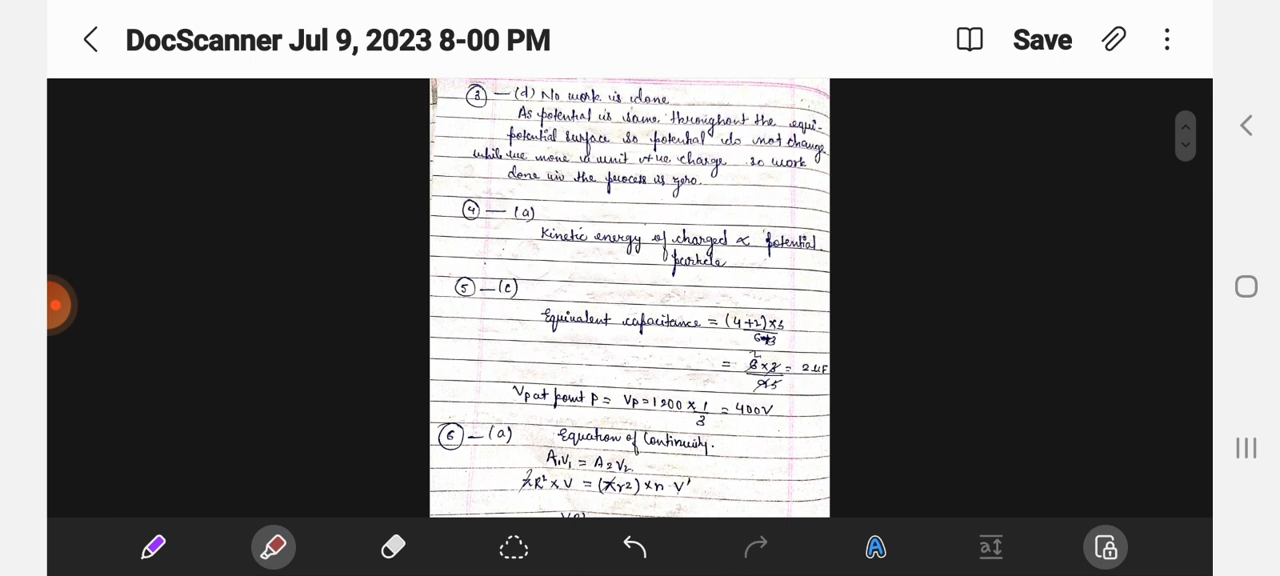 DocScanner Jul 9, 2023 8-00 PM
Save
③ — (d) No work is done
As potential is same throughout the equi-
potential surface so potential do not change
while we move a unit +ve charge so work
done in the process is zero.
④ — (a)
Kinetic energy of charged ∝ potential
particle
⑤ — (c)
Equivalent capacitance = (4+2)×3
6+3
2
= 6×3 = 2μF
Vp at point P = Vp = 1200 × 1 = 400V
3
⑥ — (a) Equation of Continuity.
A₁V₁ = A₂V₂
πR² × V = (πr²) × n V'
A